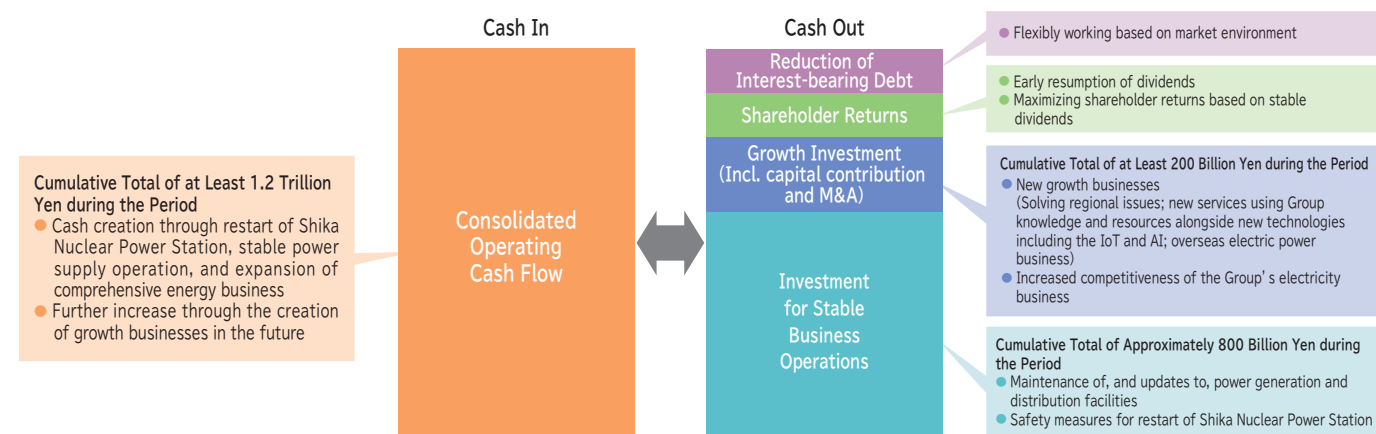 Cash In
Cumulative Total of at Least 1.2 Trillion
Yen during the Period
● Cash creation through restart of Shika
Nuclear Power Station, stable power
supply operation, and expansion of
comprehensive energy business
● Further increase through the creation
of growth businesses in the future
Consolidated
Operating
Cash Flow
Cash Out
Reduction of
Interest-bearing Debt
● Flexibly working based on market environment
Shareholder Returns
● Early resumption of dividends
● Maximizing shareholder returns based on stable
dividends
Growth Investment
(Incl. capital contribution
and M&A)
Cumulative Total of at Least 200 Billion Yen during the Period
● New growth businesses
(Solving regional issues; new services using Group
knowledge and resources alongside new technologies
including the IoT and AI; overseas electric power
business)
● Increased competitiveness of the Group’s electricity
business
Investment
for Stable
Business
Operations
Cumulative Total of Approximately 800 Billion Yen during
the Period
● Maintenance of, and updates to, power generation and
distribution facilities
● Safety measures for restart of Shika Nuclear Power Station